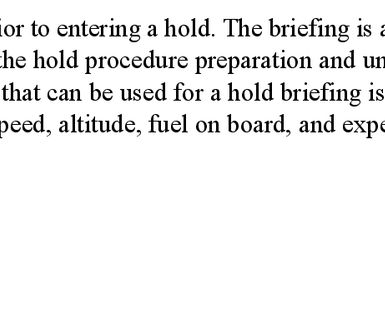 ior to entering a hold. The briefing is a
the hold procedure preparation and un
that can be used for a hold briefing is
peed, altitude, fuel on board, and expe